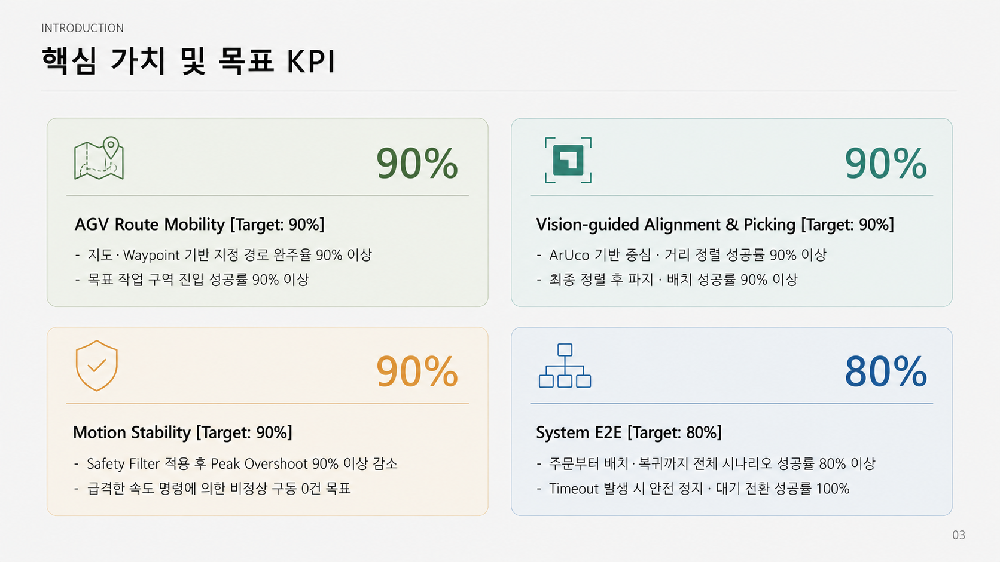 INTRODUCTION
핵심 가치 및 목표 KPI
90%
AGV Route Mobility [Target: 90%]
- 지도 · Waypoint 기반 지정 경로 완주율 90% 이상
- 목표 작업 구역 진입 성공률 90% 이상
90%
Vision-guided Alignment & Picking [Target: 90%]
- ArUco 기반 중심 · 거리 정렬 성공률 90% 이상
- 최종 정렬 후 파지 · 배치 성공률 90% 이상
90%
Motion Stability [Target: 90%]
- Safety Filter 적용 후 Peak Overshoot 90% 이상 감소
- 급격한 속도 명령에 의한 비정상 구동 0건 목표
80%
System E2E [Target: 80%]
- 주문부터 배치 · 복귀까지 전체 시나리오 성공률 80% 이상
- Timeout 발생 시 안전 정지 · 대기 전환 성공률 100%
03